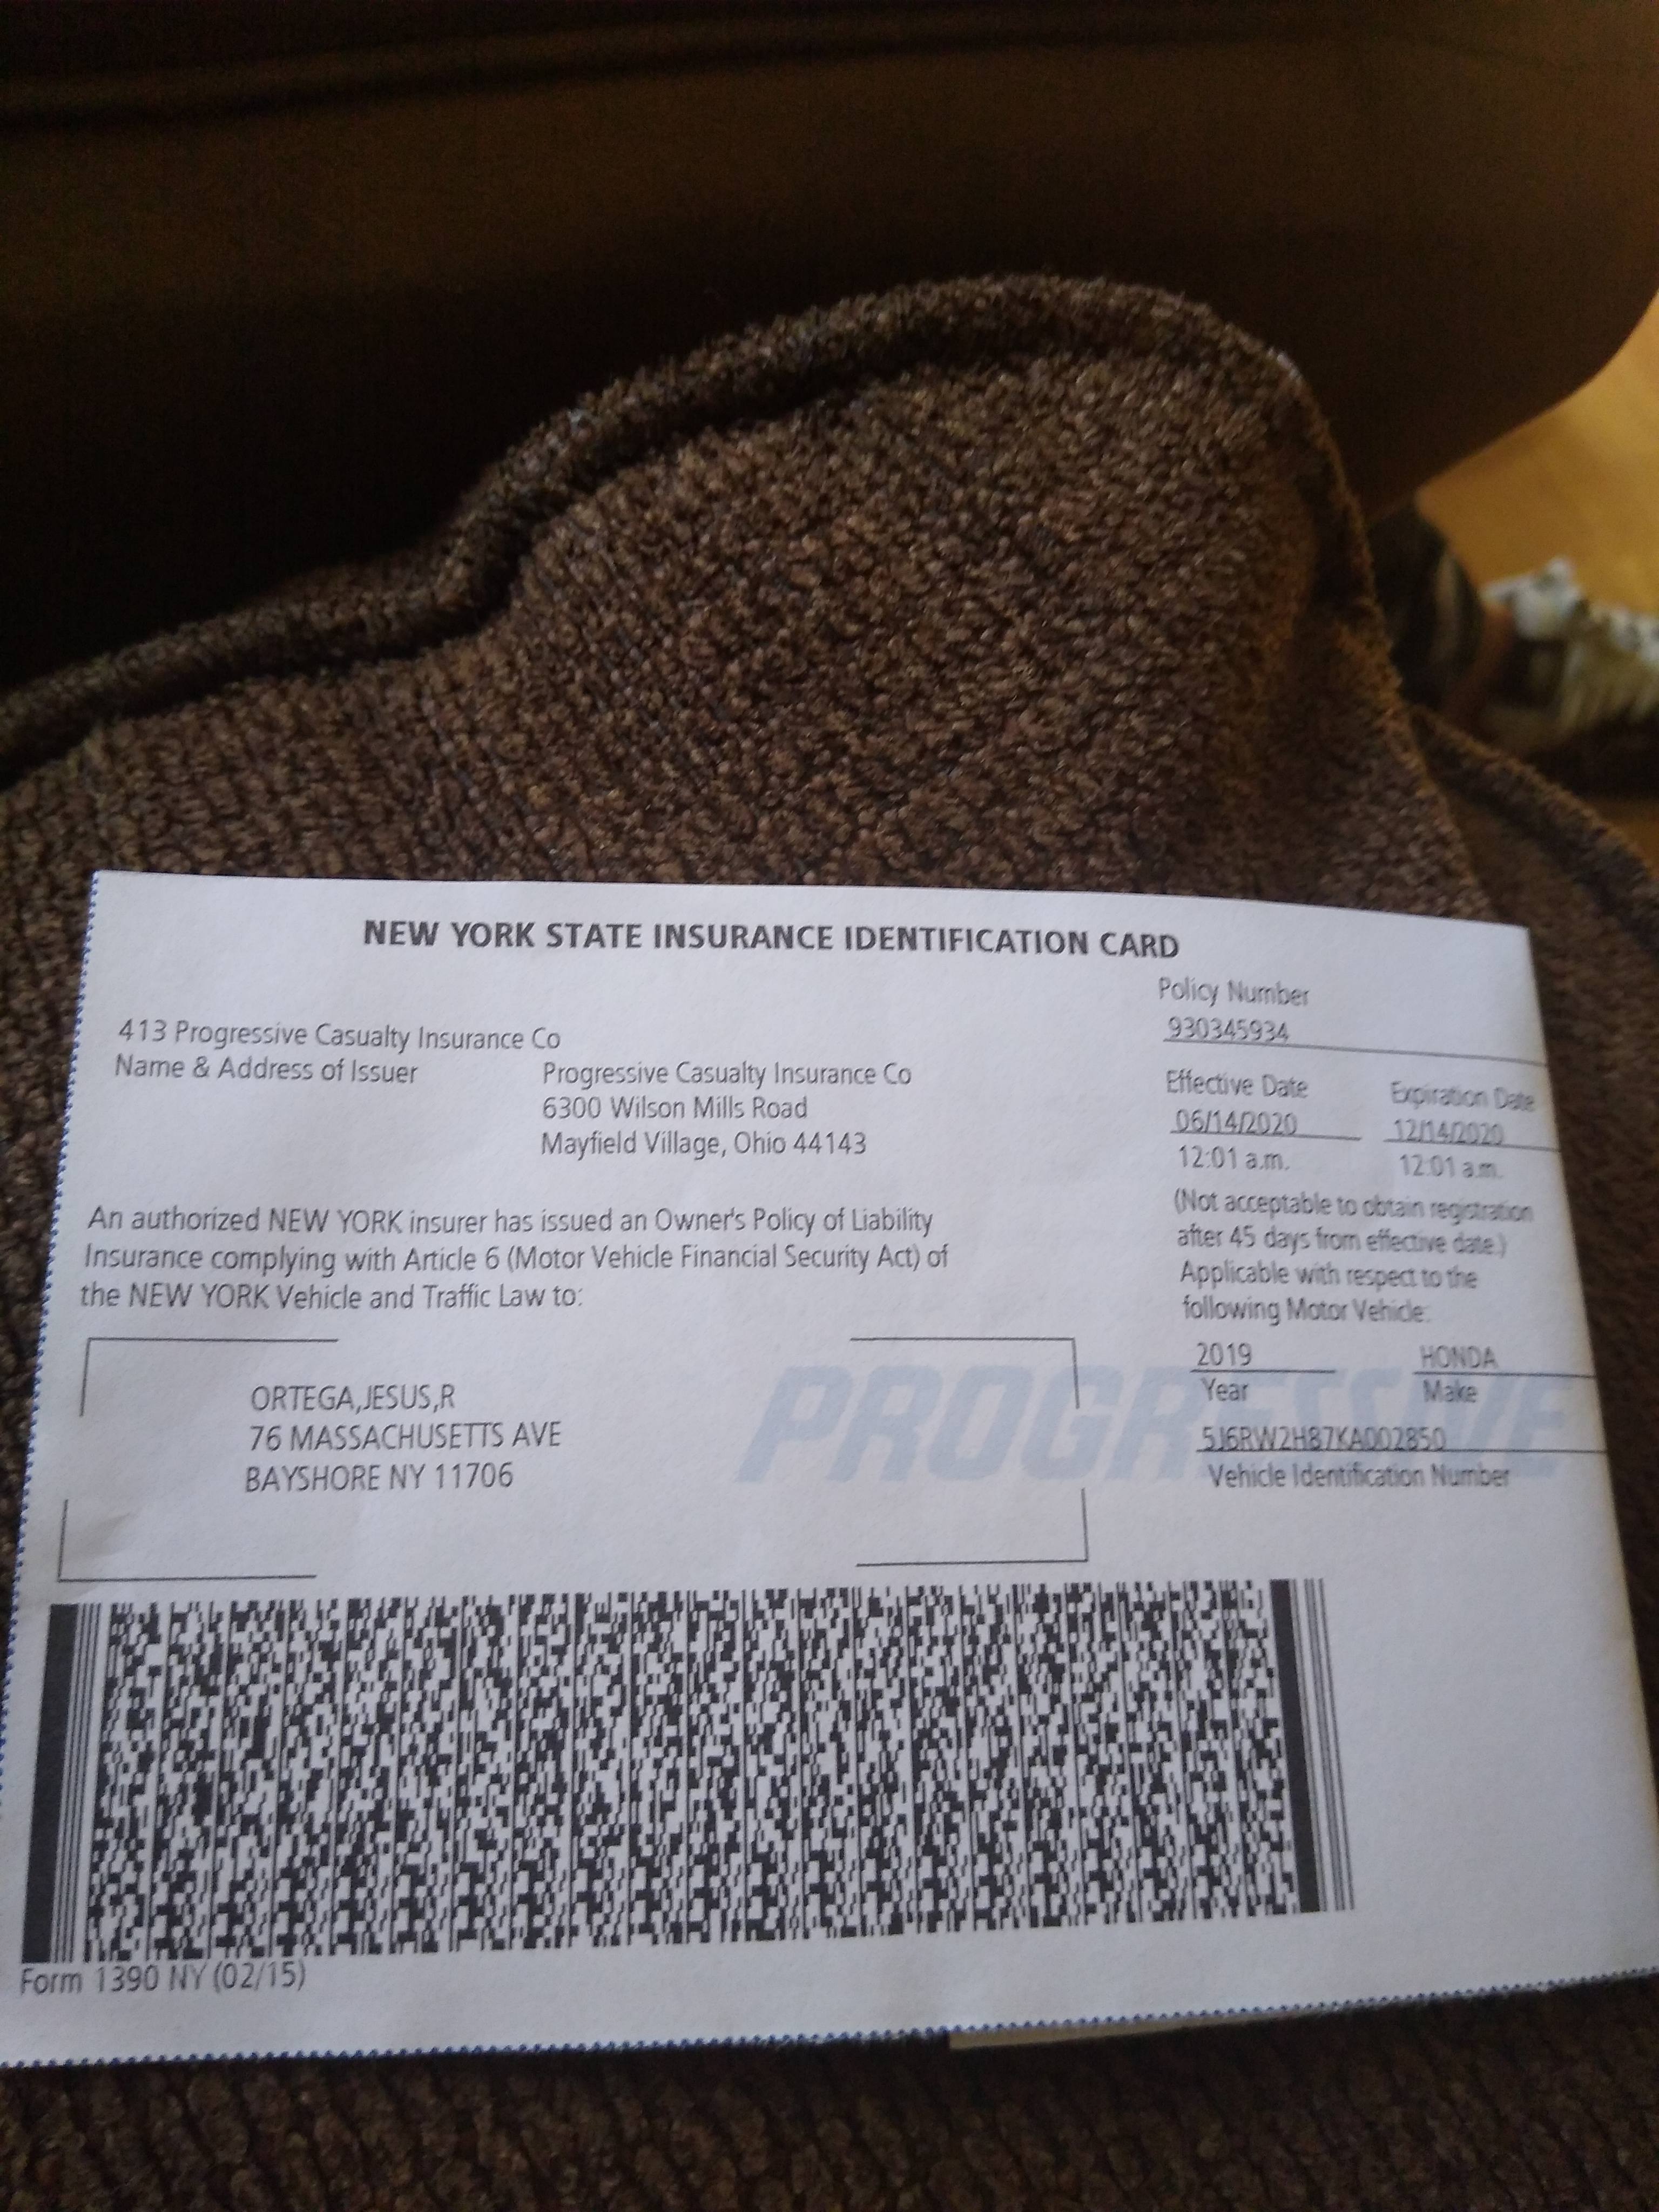 NEW YORK STATE INSURANCE IDENTIFICATION CARD
413 Progressive Casualty Insurance Co
Name & Address of Issuer
Progressive Casualty Insurance Co
6300 Wilson Mills Road
Mayfield Village, Ohio 44143
An authorized NEW YORK insurer has issued an Owner's Policy of Liability
Insurance complying with Article 6 (Motor Vehicle Financial Security Act) of
the NEW YORK Vehicle and Traffic Law to:
ORTEGA,JESUS,R
76 MASSACHUSETTS AVE
BAYSHORE NY 11706
Policy Number
930345934
Effective Date Expiration Date
06/14/2020 12/14/2020
12:01 a.m. 12:01 a.m.
(Not acceptable to obtain registration
after 45 days from effective date.)
Applicable with respect to the
following Motor Vehicle:
2019 HONDA
Year Make
5J6RW2H87KA002850
Vehicle Identification Number
PROGRESSIVE
Form 1390 NY (02/15)